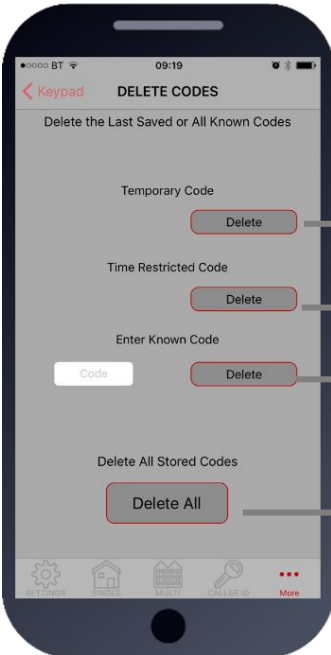 BT 09:19
Keypad DELETE CODES
Delete the Last Saved or All Known Codes
Temporary Code
Delete
Time Restricted Code
Delete
Enter Known Code
Code Delete
Delete All Stored Codes
Delete All
SETTINGS SINGLE MULTI CALLER ID More